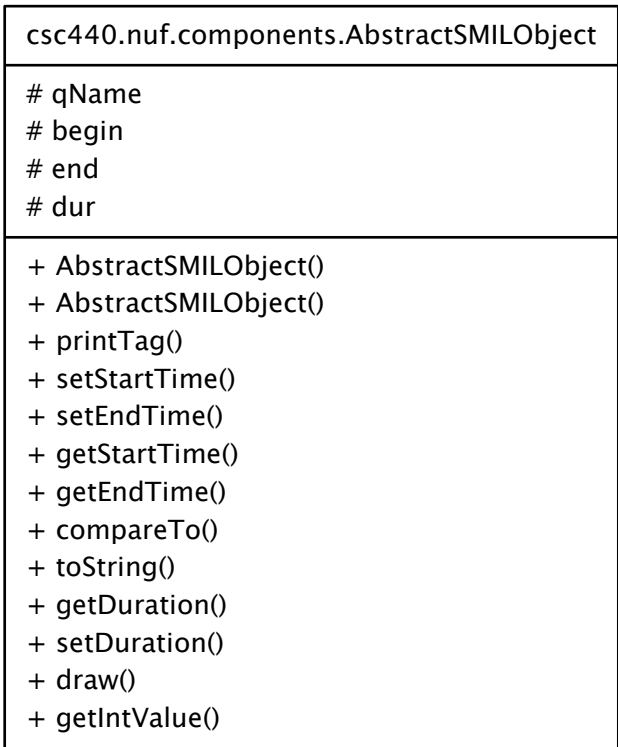 csc440.nuf.components.AbstractSMILObject
# qName
# begin
# end
# dur
+ AbstractSMILObject()
+ AbstractSMILObject()
+ printTag()
+ setStartTime()
+ setEndTime()
+ getStartTime()
+ getEndTime()
+ compareTo()
+ toString()
+ getDuration()
+ setDuration()
+ draw()
+ getIntValue()